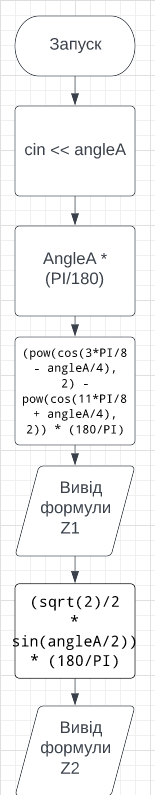 Запуск
cin << angleA
AngleA *
(PI/180)
(pow(cos(3*PI/8
- angleA/4),
2) -
pow(cos(11*PI/8
+ angleA/4),
2)) * (180/PI)
Вивід
формули
Z1
(sqrt(2)/2
*
sin(angleA/2))
* (180/PI)
Вивід
формули
Z2